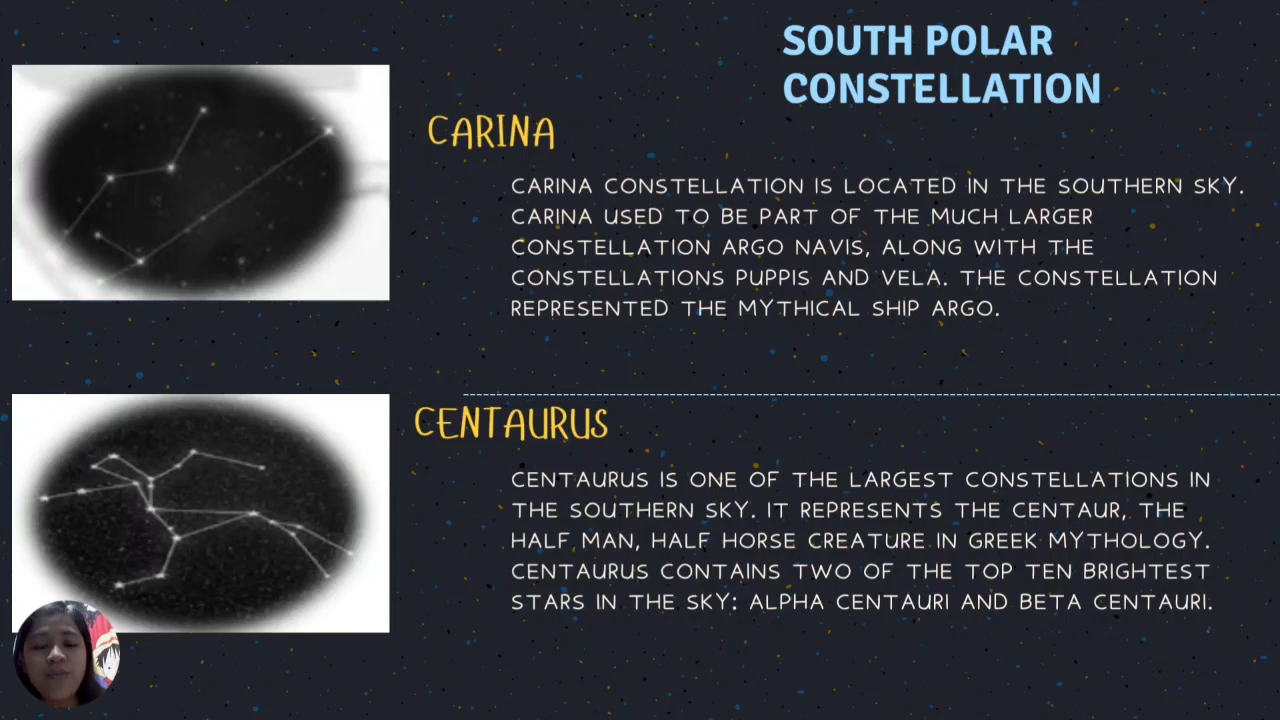 SOUTH POLAR
CONSTELLATION
CARINA
CARINA CONSTELLATION IS LOCATED IN THE SOUTHERN SKY.
CARINA USED TO BE PART OF THE MUCH LARGER
CONSTELLATION ARGO NAVIS, ALONG WITH THE
CONSTELLATIONS PUPPIS AND VELA. THE CONSTELLATION
REPRESENTED THE MYTHICAL SHIP ARGO.
CENTAURUS
CENTAURUS IS ONE OF THE LARGEST CONSTELLATIONS IN
THE SOUTHERN SKY. IT REPRESENTS THE CENTAUR, THE
HALF MAN, HALF HORSE CREATURE IN GREEK MYTHOLOGY.
CENTAURUS CONTAINS TWO OF THE TOP TEN BRIGHTEST
STARS IN THE SKY: ALPHA CENTAURI AND BETA CENTAURI.